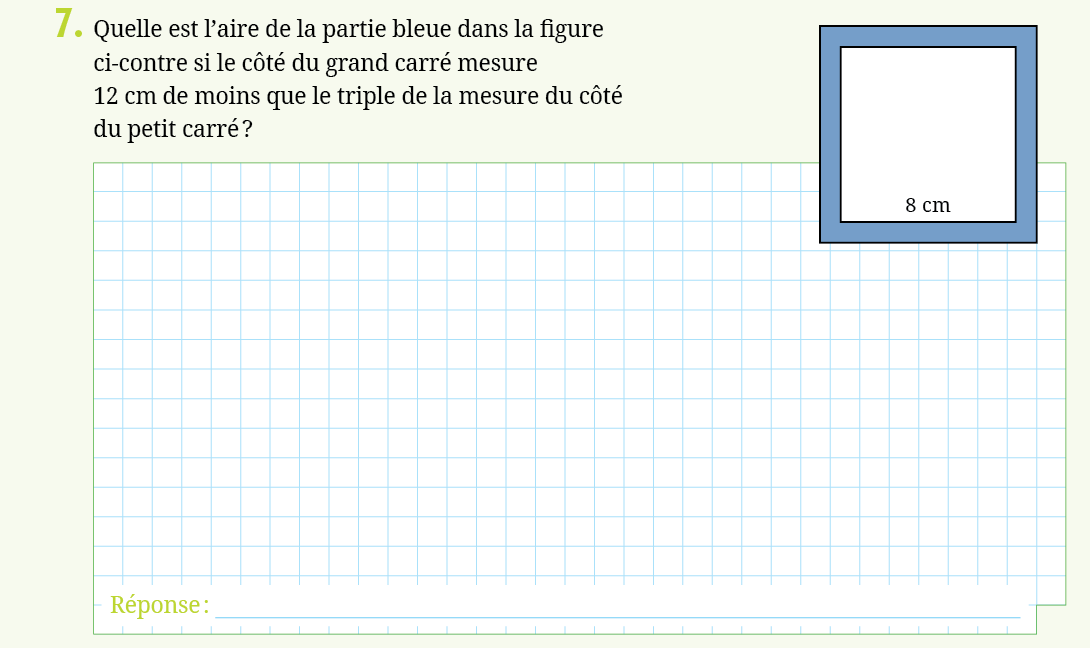 7. Quelle est l’aire de la partie bleue dans la figure
ci-contre si le côté du grand carré mesure
12 cm de moins que le triple de la mesure du côté
du petit carré ?
8 cm
Réponse :